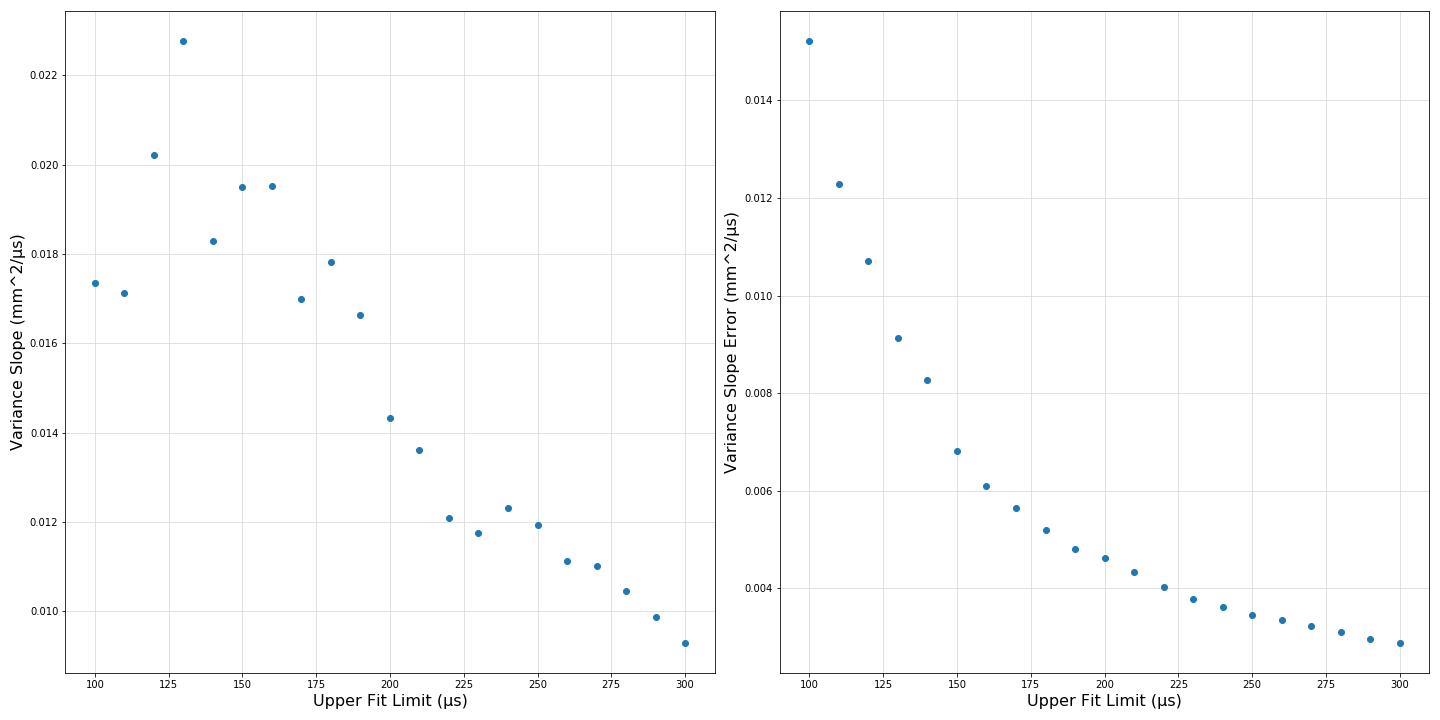 Variance Slope (mm^2/μs)
0.022
0.020
0.018
0.016
0.014
0.012
0.010
100 125 150 175 200 225 250 275 300
Upper Fit Limit (μs)
Variance Slope Error (mm^2/μs)
0.014
0.012
0.010
0.008
0.006
0.004
100 125 150 175 200 225 250 275 300
Upper Fit Limit (μs)